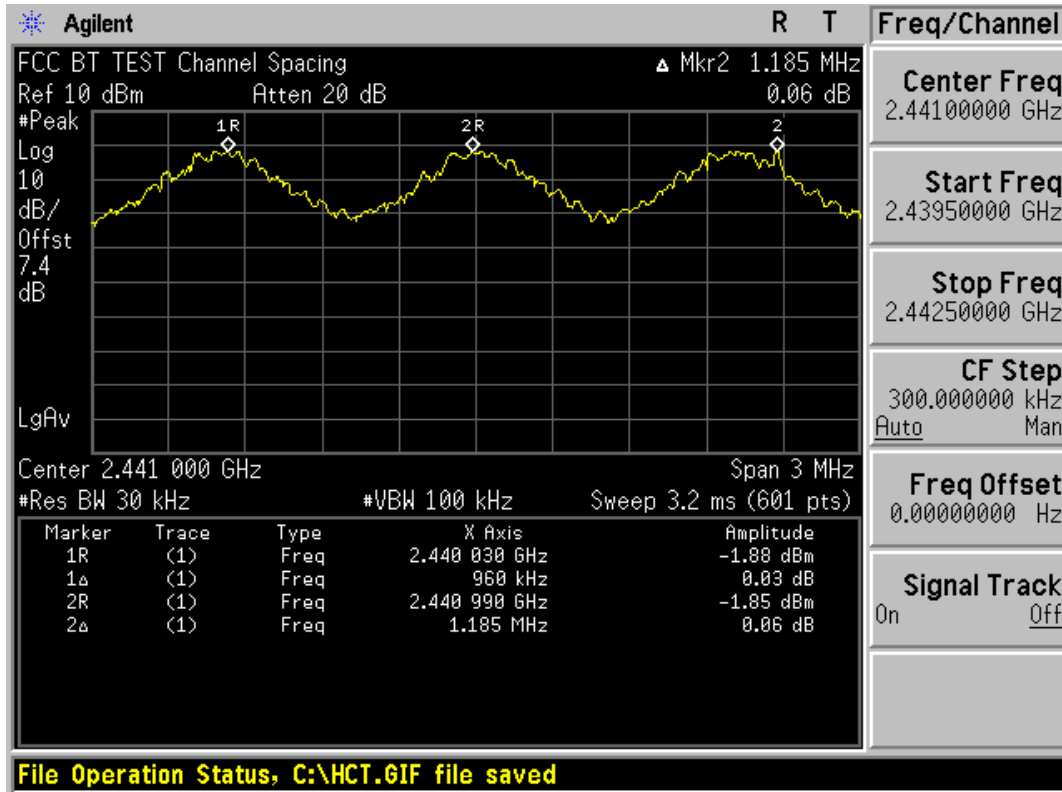 Agilent R T
FCC BT TEST Channel Spacing Δ Mkr2 1.185 MHz
Ref 10 dBm Atten 20 dB 0.06 dB
#Peak
Log
10
dB/
Offst
7.4
dB
LgAv
1R 2R 2
Center 2.441 000 GHz Span 3 MHz
#Res BW 30 kHz #VBW 100 kHz Sweep 3.2 ms (601 pts)
Marker Trace Type X Axis Amplitude
1R (1) Freq 2.440 030 GHz -1.88 dBm
1Δ (1) Freq 960 kHz 0.03 dB
2R (1) Freq 2.440 990 GHz -1.85 dBm
2Δ (1) Freq 1.185 MHz 0.06 dB
File Operation Status, C:\HCT.GIF file saved
Freq/Channel
Center Freq
2.44100000 GHz
Start Freq
2.43950000 GHz
Stop Freq
2.44250000 GHz
CF Step
300.000000 kHz
Auto Man
Freq Offset
0.00000000 Hz
Signal Track
On Off